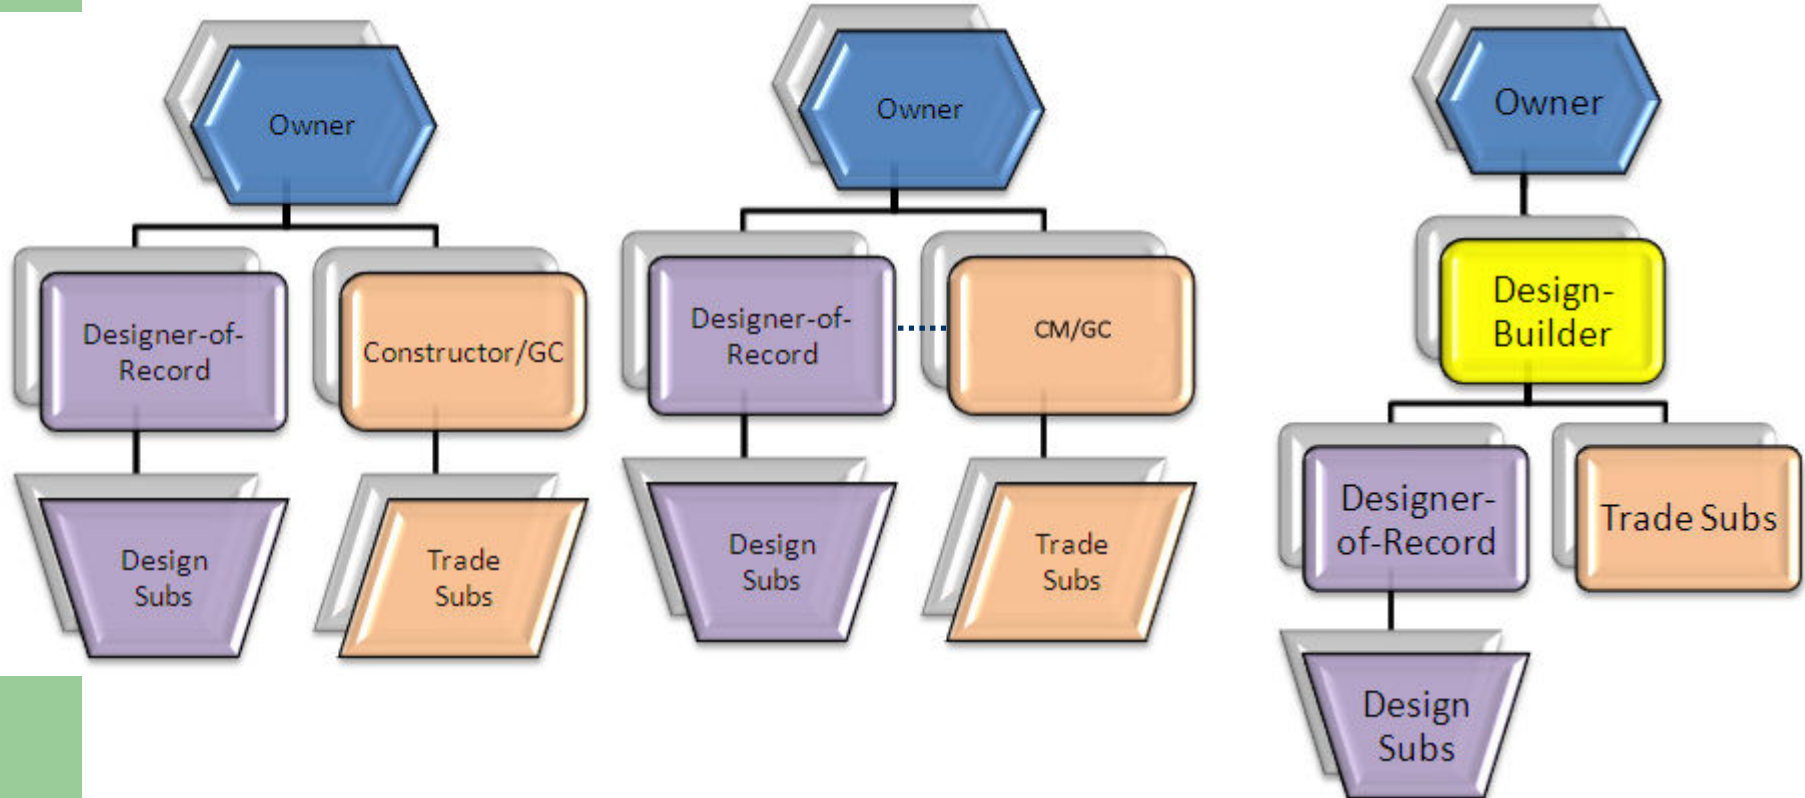 Owner
Designer-of-
Record
Constructor/GC
Design
Subs
Trade
Subs
Owner
Designer-of-
Record
CM/GC
Design
Subs
Trade
Subs
Owner
Design-
Builder
Designer-
of-Record
Trade Subs
Design
Subs